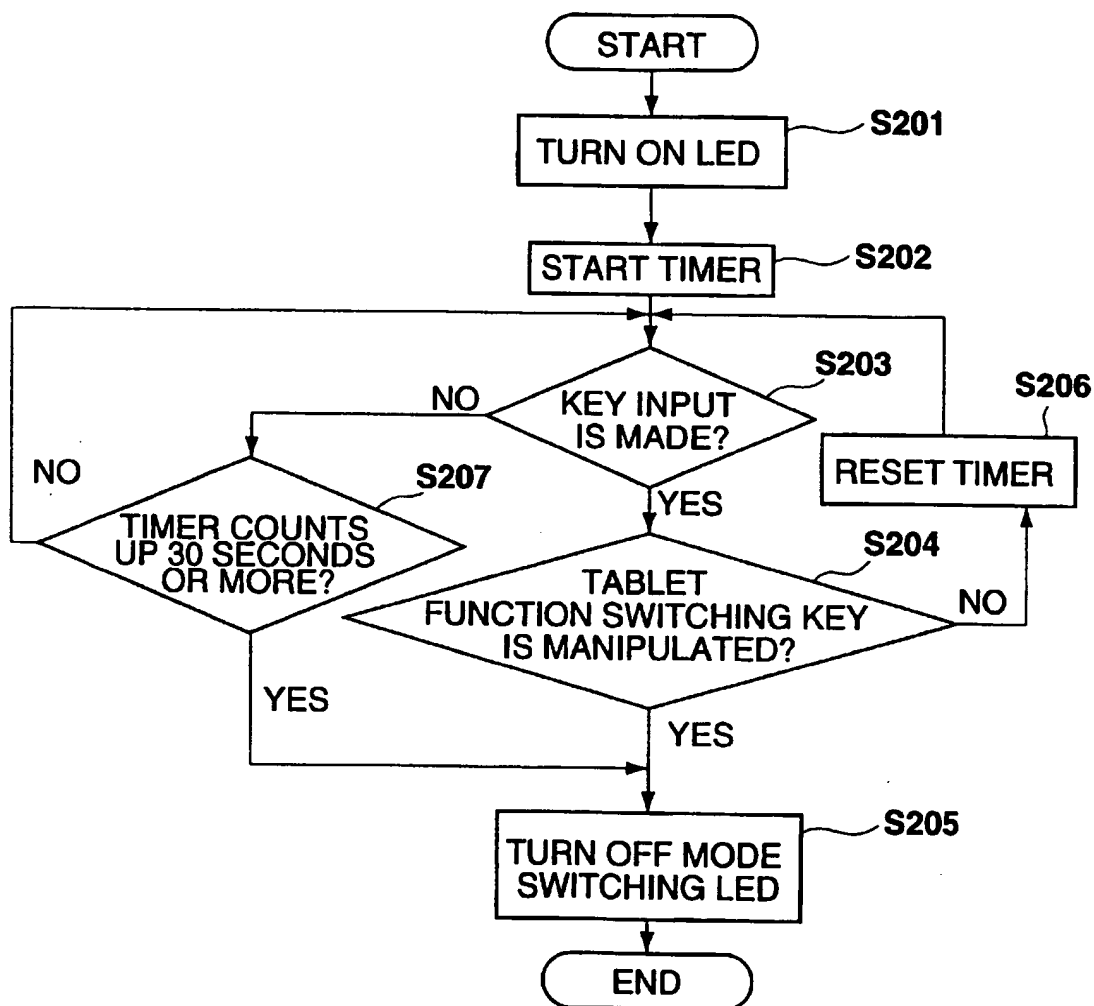 START
S201
TURN ON LED
S202
START TIMER
S203
NO
KEY INPUT
IS MADE?
S206
RESET TIMER
NO
S207
TIMER COUNTS
UP 30 SECONDS
OR MORE?
YES
S204
TABLET
FUNCTION SWITCHING KEY
IS MANIPULATED?
NO
YES
YES
S205
TURN OFF MODE
SWITCHING LED
END